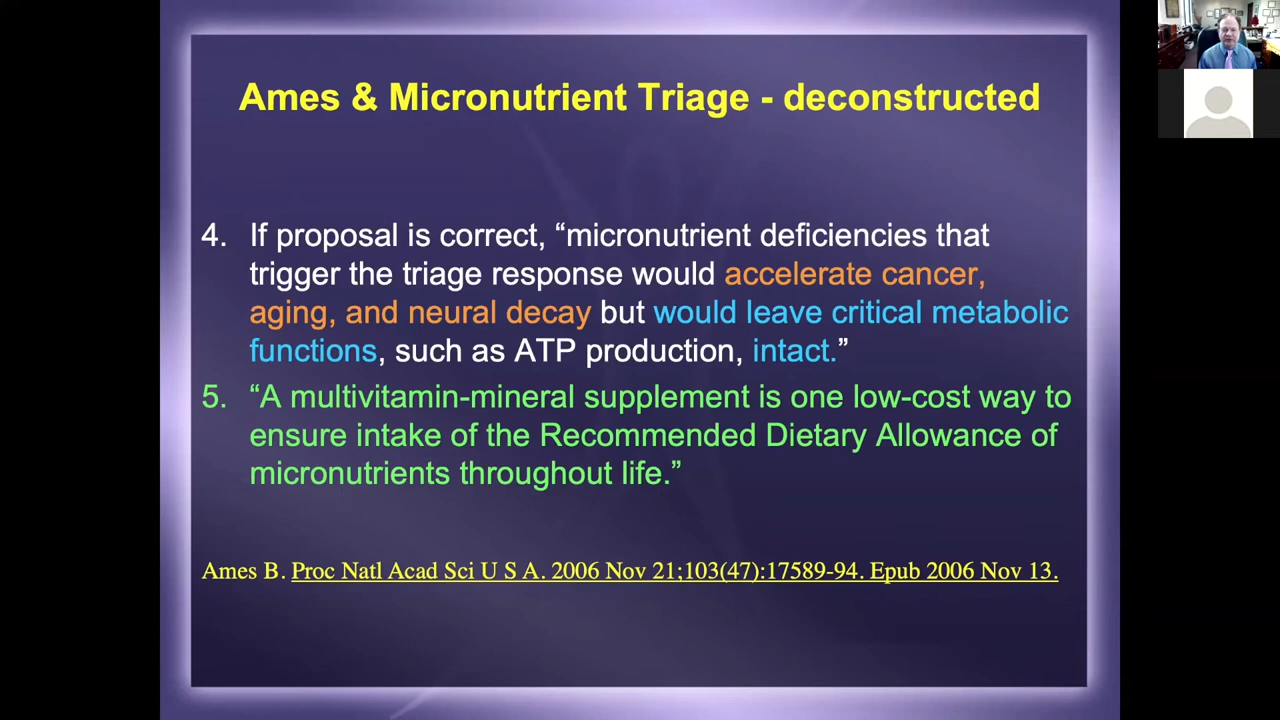 Ames & Micronutrient Triage - deconstructed
4. If proposal is correct, “micronutrient deficiencies that
trigger the triage response would accelerate cancer,
aging, and neural decay but would leave critical metabolic
functions, such as ATP production, intact.”
5. “A multivitamin-mineral supplement is one low-cost way to
ensure intake of the Recommended Dietary Allowance of
micronutrients throughout life.”
Ames B. Proc Natl Acad Sci U S A. 2006 Nov 21;103(47):17589-94. Epub 2006 Nov 13.